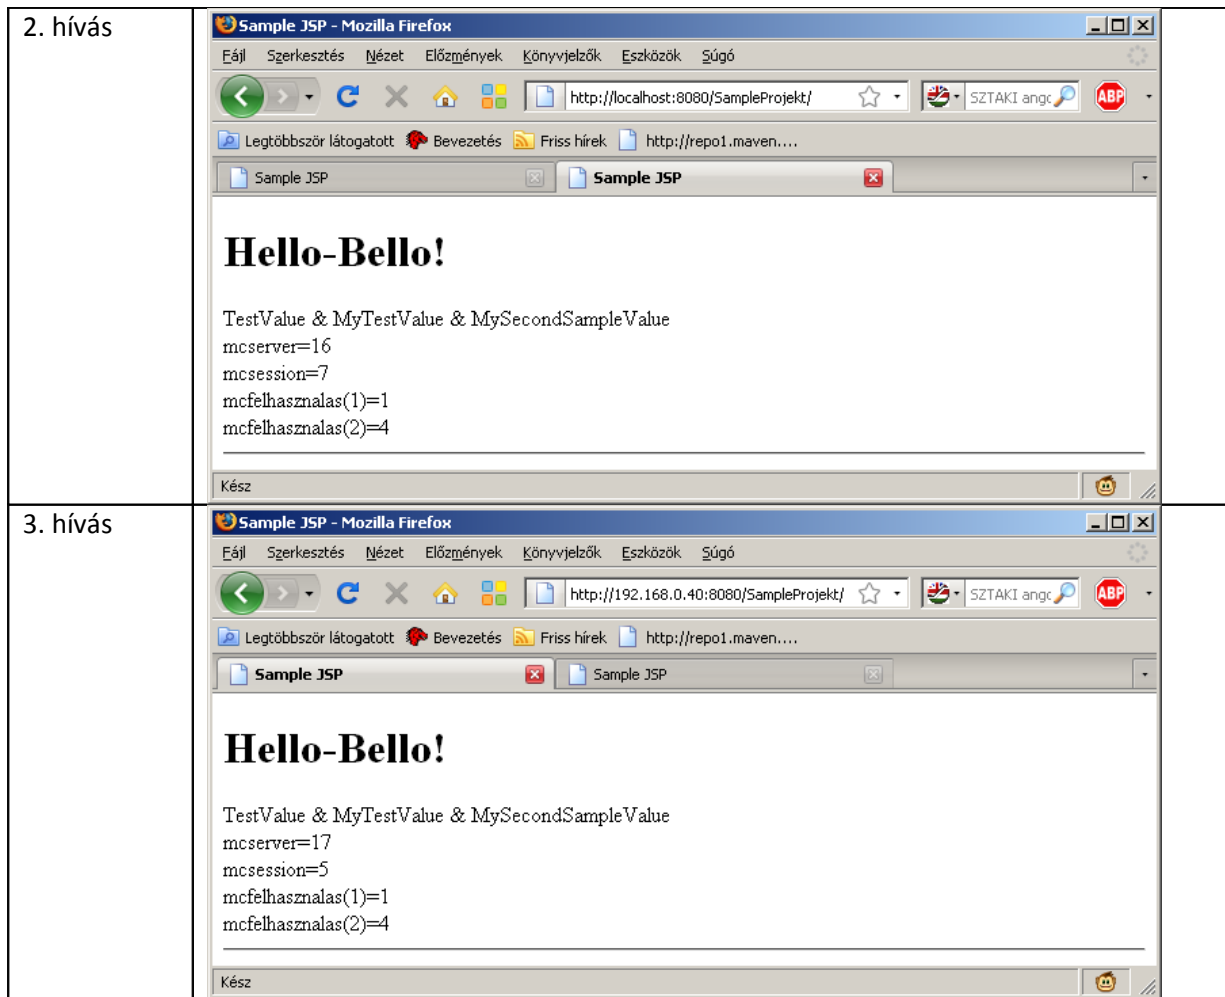 2. hívás
Sample JSP - Mozilla Firefox
Fájl Szerkesztés Nézet Előzmények Könyvjelzők Eszközök Súgó
http://localhost:8080/SampleProjekt/ SZTAKI ango ABP
Legtöbbször látogatott Bevezetés Friss hírek http://repo1.maven....
Sample JSP Sample JSP
Hello-Bello!
TestValue & MyTestValue & MySecondSampleValue
mcserver=16
mcsession=7
mcfelhasznalas(1)=1
mcfelhasznalas(2)=4
Kész
3. hívás
Sample JSP - Mozilla Firefox
Fájl Szerkesztés Nézet Előzmények Könyvjelzők Eszközök Súgó
http://192.168.0.40:8080/SampleProjekt/ SZTAKI ango ABP
Legtöbbször látogatott Bevezetés Friss hírek http://repo1.maven....
Sample JSP Sample JSP
Hello-Bello!
TestValue & MyTestValue & MySecondSampleValue
mcserver=17
mcsession=5
mcfelhasznalas(1)=1
mcfelhasznalas(2)=4
Kész